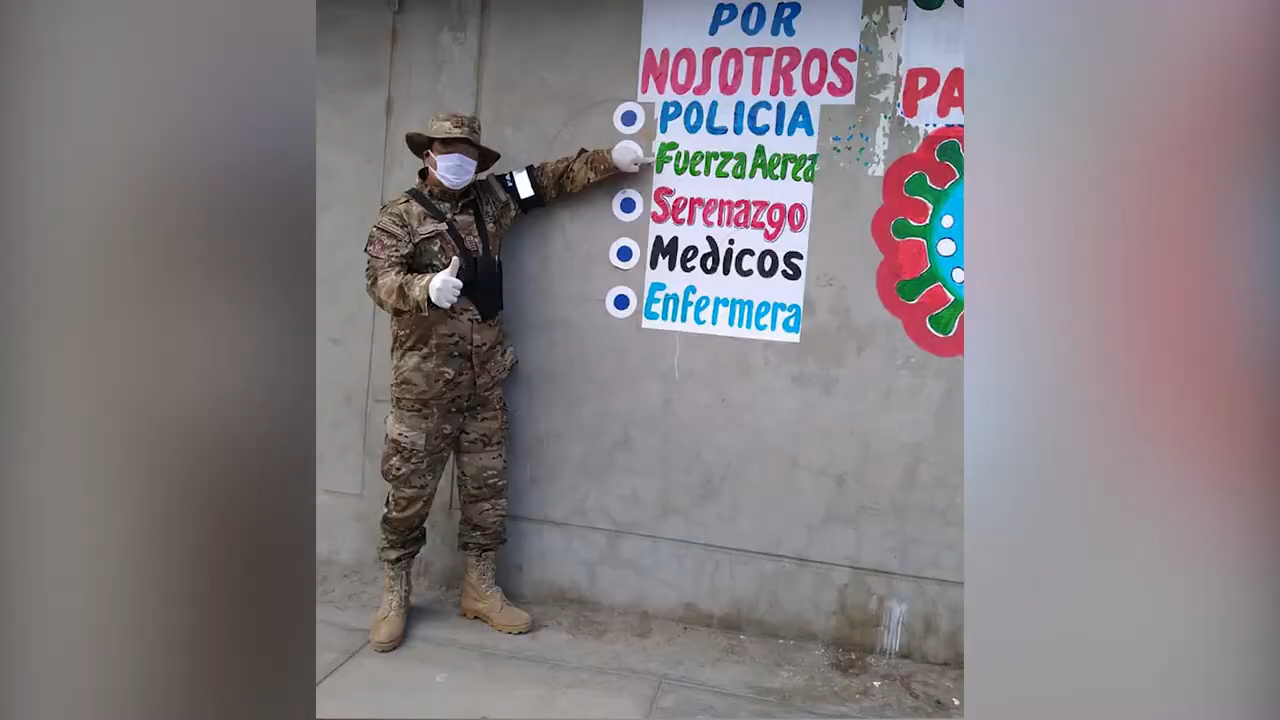 POR
NOSOTROS
POLICIA
Fuerza Aerea
Serenazgo
Medicos
Enfermera
PA